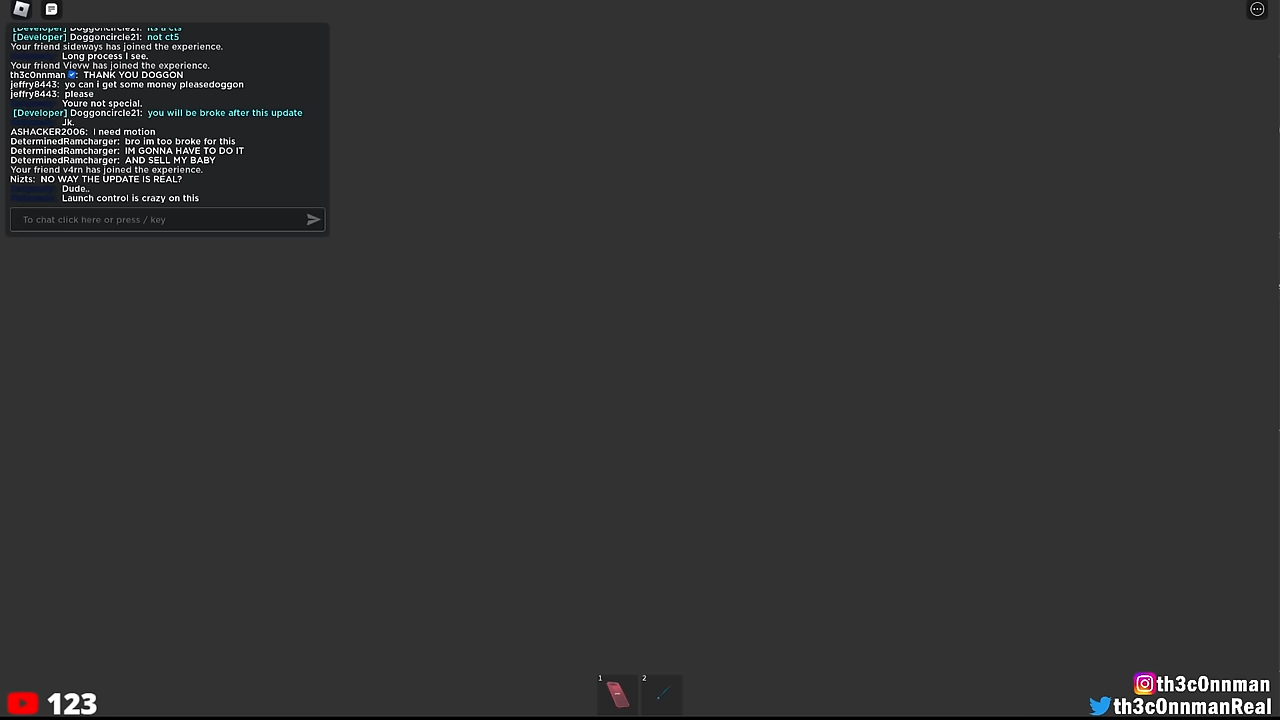 [Developer] Doggoncircle21: its a cts
[Developer] Doggoncircle21: not ct5
Your friend sideways has joined the experience.
Long process I see.
Your friend Vievw has joined the experience.
th3c0nnman: THANK YOU DOGGON
jeffry8443: yo can i get some money pleasedoggon
jeffry8443: please
Youre not special.
[Developer] Doggoncircle21: you will be broke after this update
Jk.
ASHACKER2006: I need motion
DeterminedRamcharger: bro im too broke for this
DeterminedRamcharger: IM GONNA HAVE TO DO IT
DeterminedRamcharger: AND SELL MY BABY
Your friend v4rn has joined the experience.
Nizts: NO WAY THE UPDATE IS REAL?
Dude..
Launch control is crazy on this
To chat click here or press / key
1 2
123
th3c0nnman
th3c0nnmanReal